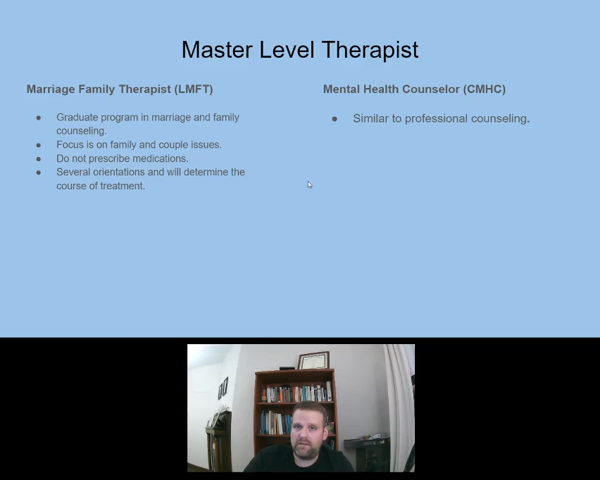 Master Level Therapist
Marriage Family Therapist (LMFT)
● Graduate program in marriage and family
counseling.
● Focus is on family and couple issues.
● Do not prescribe medications.
● Several orientations and will determine the
course of treatment.
Mental Health Counselor (CMHC)
● Similar to professional counseling.